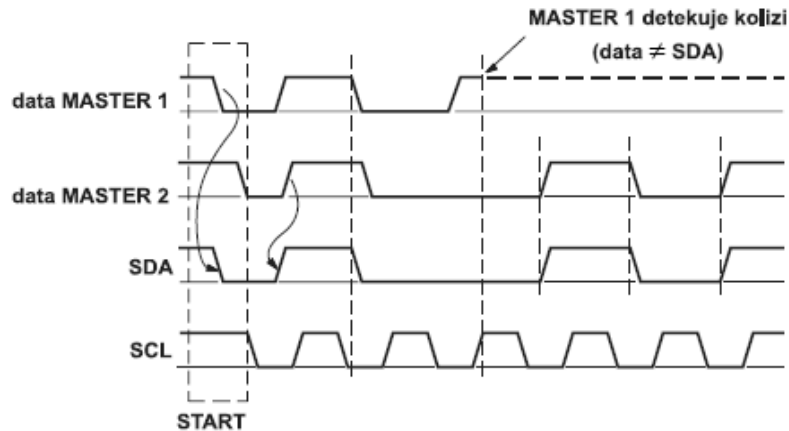 MASTER 1 detekuje kolizi
(data ≠ SDA)
data MASTER 1
data MASTER 2
SDA
SCL
START